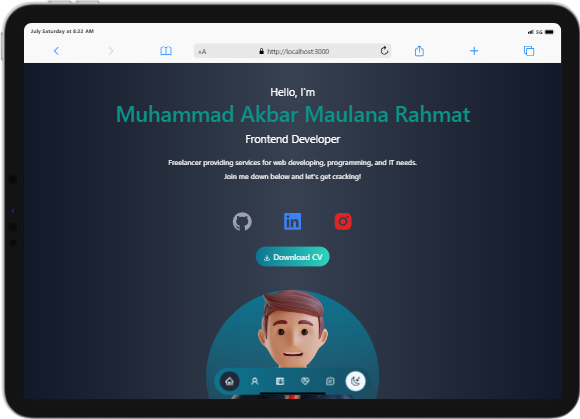 July Saturday at 8:22 AM
5G
AA
http://localhost:3000
Hello, I'm
Muhammad Akbar Maulana Rahmat
Frontend Developer
Freelancer providing services for web developing, programming, and IT needs.
Join me down below and let's get cracking!
in
Download CV